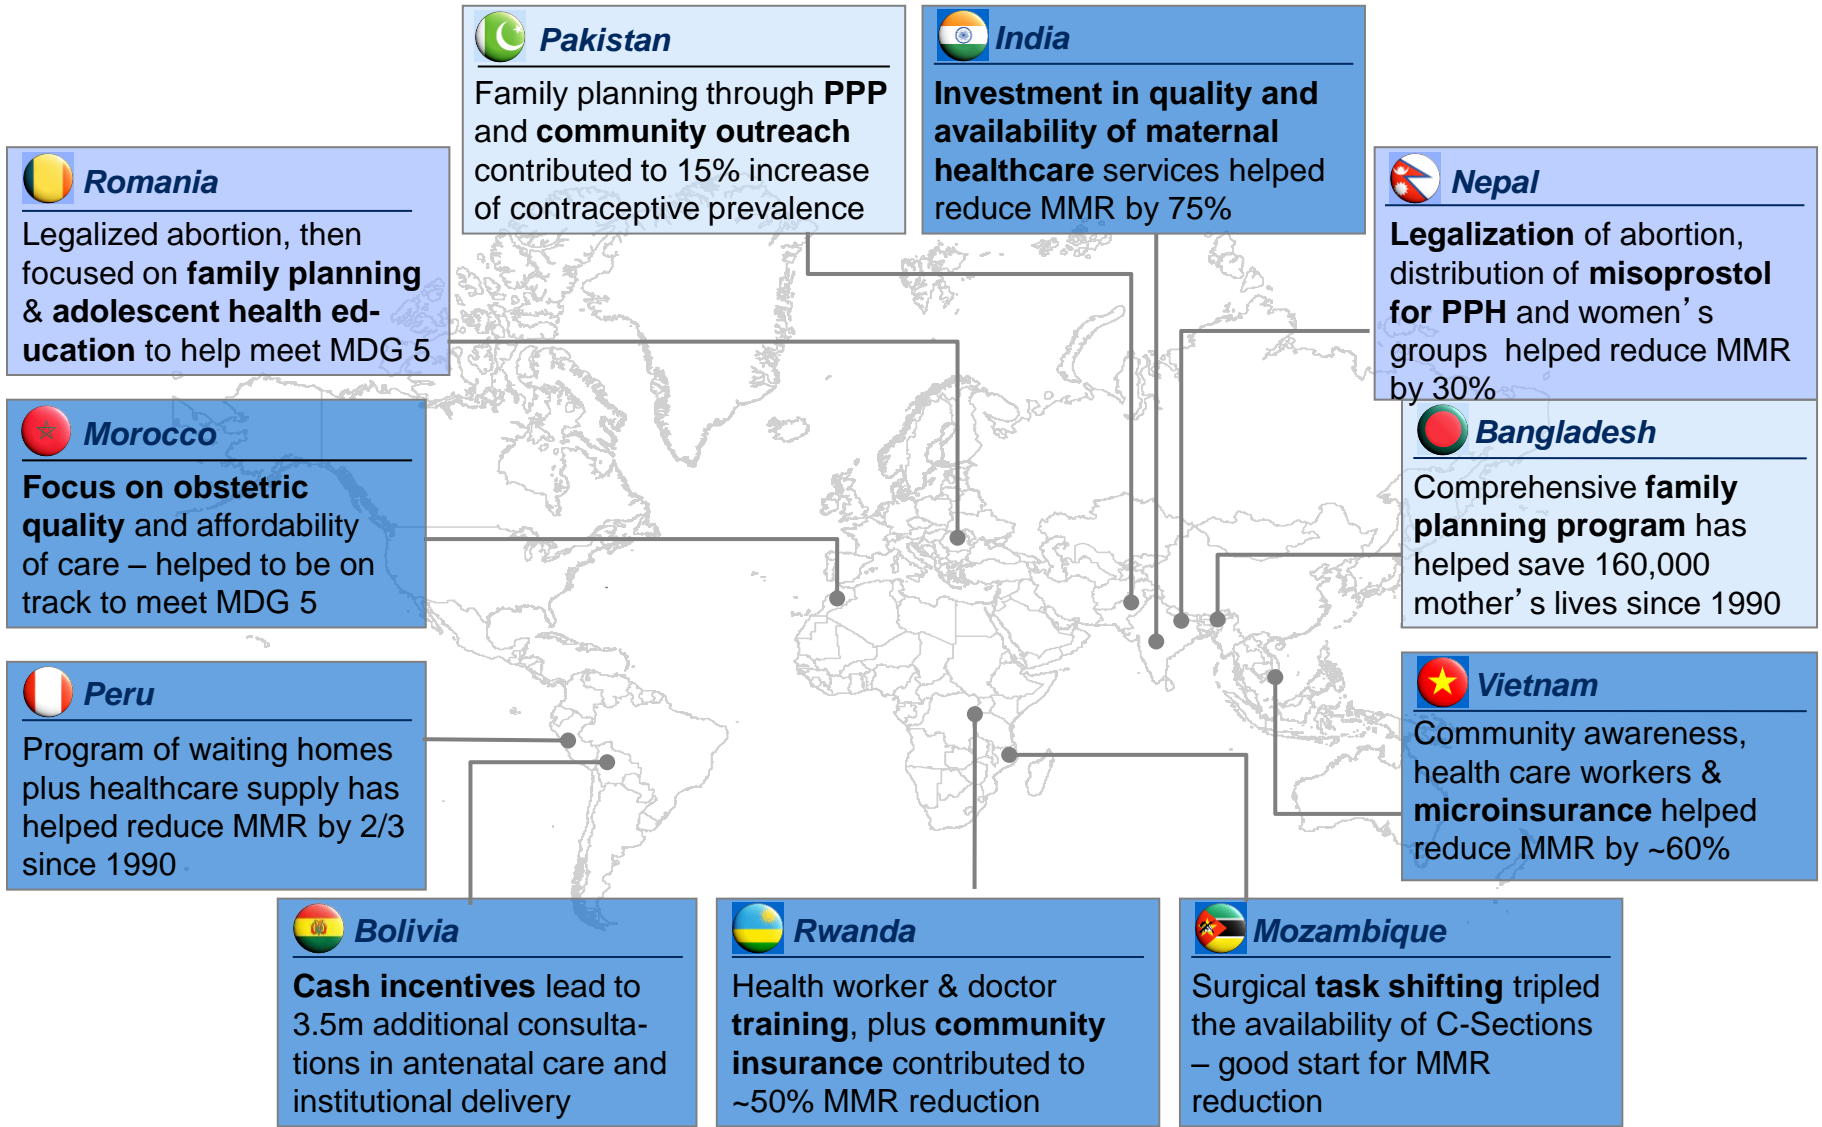 Pakistan
Family planning through PPP
and community outreach
contributed to 15% increase
of contraceptive prevalence
India
Investment in quality and
availability of maternal
healthcare services helped
reduce MMR by 75%
Romania
Legalized abortion, then
focused on family planning
& adolescent health ed-
ucation to help meet MDG 5
Nepal
Legalization of abortion,
distribution of misoprostol
for PPH and women's
groups helped reduce MMR
by 30%
Morocco
Focus on obstetric
quality and affordability
of care – helped to be on
track to meet MDG 5
Bangladesh
Comprehensive family
planning program has
helped save 160,000
mother's lives since 1990
Peru
Program of waiting homes
plus healthcare supply has
helped reduce MMR by 2/3
since 1990
Vietnam
Community awareness,
health care workers &
microinsurance helped
reduce MMR by ~60%
Bolivia
Cash incentives lead to
3.5m additional consulta-
tions in antenatal care and
institutional delivery
Rwanda
Health worker & doctor
training, plus community
insurance contributed to
~50% MMR reduction
Mozambique
Surgical task shifting tripled
the availability of C-Sections
– good start for MMR
reduction